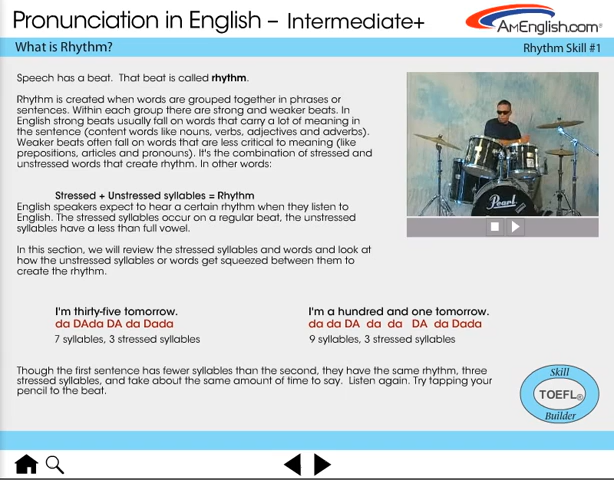 Pronunciation in English – Intermediate+
AmEnglish.com®
What is Rhythm?
Rhythm Skill #1
Speech has a beat. That beat is called rhythm.
Rhythm is created when words are grouped together in phrases or
sentences. Within each group there are strong and weaker beats. In
English strong beats usually fall on words that carry a lot of meaning in
the sentence (content words like nouns, verbs, adjectives and adverbs).
Weaker beats often fall on words that are less critical to meaning (like
prepositions, articles and pronouns). It's the combination of stressed and
unstressed words that create rhythm. In other words:
Stressed + Unstressed syllables = Rhythm
English speakers expect to hear a certain rhythm when they listen to
English. The stressed syllables occur on a regular beat, the unstressed
syllables have a less than full vowel.
In this section, we will review the stressed syllables and words and look at
how the unstressed syllables or words get squeezed between them to
create the rhythm.
Pearl
I'm thirty-five tomorrow.
da DAda DA da Dada
7 syllables, 3 stressed syllables
I'm a hundred and one tomorrow.
da da DA da da DA da Dada
9 syllables, 3 stressed syllables
Though the first sentence has fewer syllables than the second, they have the same rhythm, three
stressed syllables, and take about the same amount of time to say. Listen again. Try tapping your
pencil to the beat.
Skill
TOEFL®
Builder